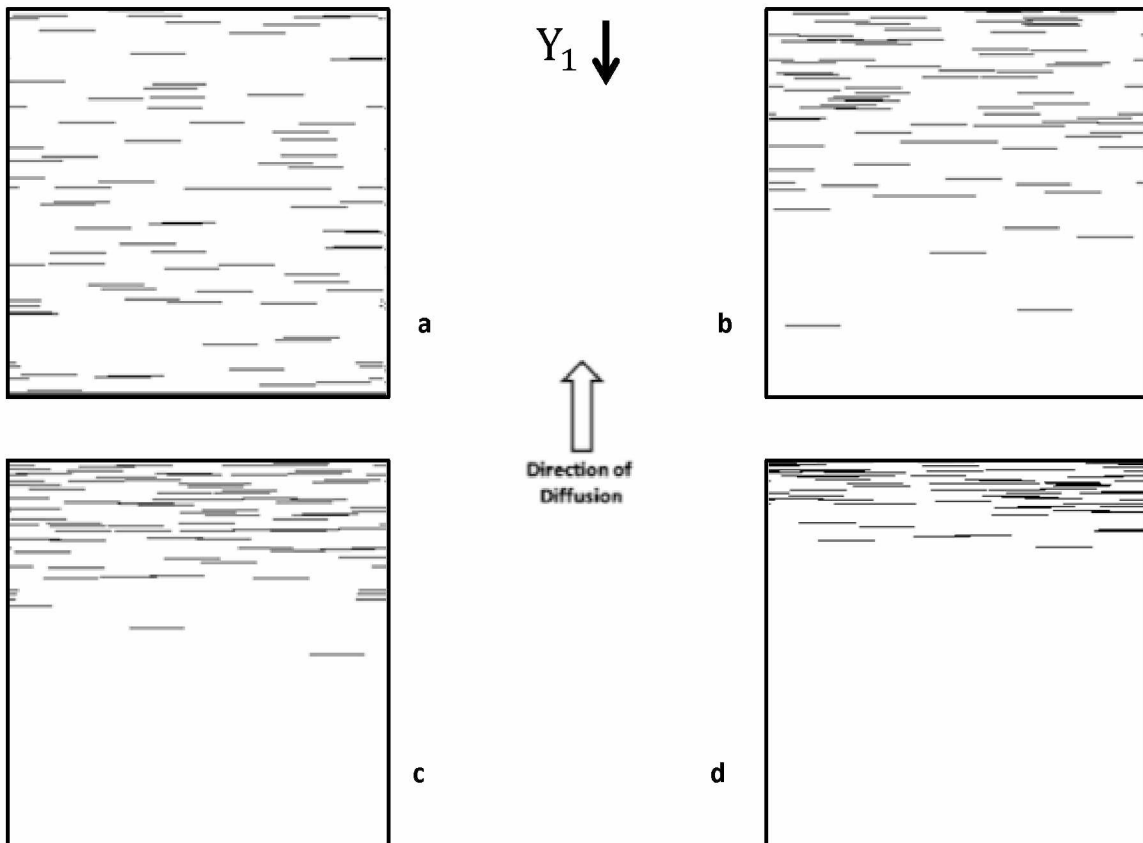 Y₁
a
b
Direction of
Diffusion
c
d